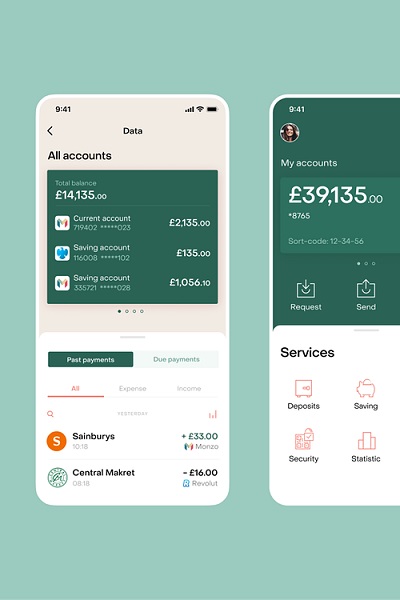 9:41
Data
All accounts
Total balance
£14,135.00
Current account
719402 *****023
£2,135.00
Saving account
116008 *****102
£135.00
Saving account
335721 *****028
£1,056.10
Past payments
Due payments
All
Expense
Income
YESTERDAY
S
Sainburys
10:18
+ £33.00
Monzo
Central Makret
08:18
- £16.00
Revolut
9:41
My accounts
£39,135.00
*8765
Sort-code: 12-34-56
Request
Send
Services
Deposits
Saving
Security
Statistic